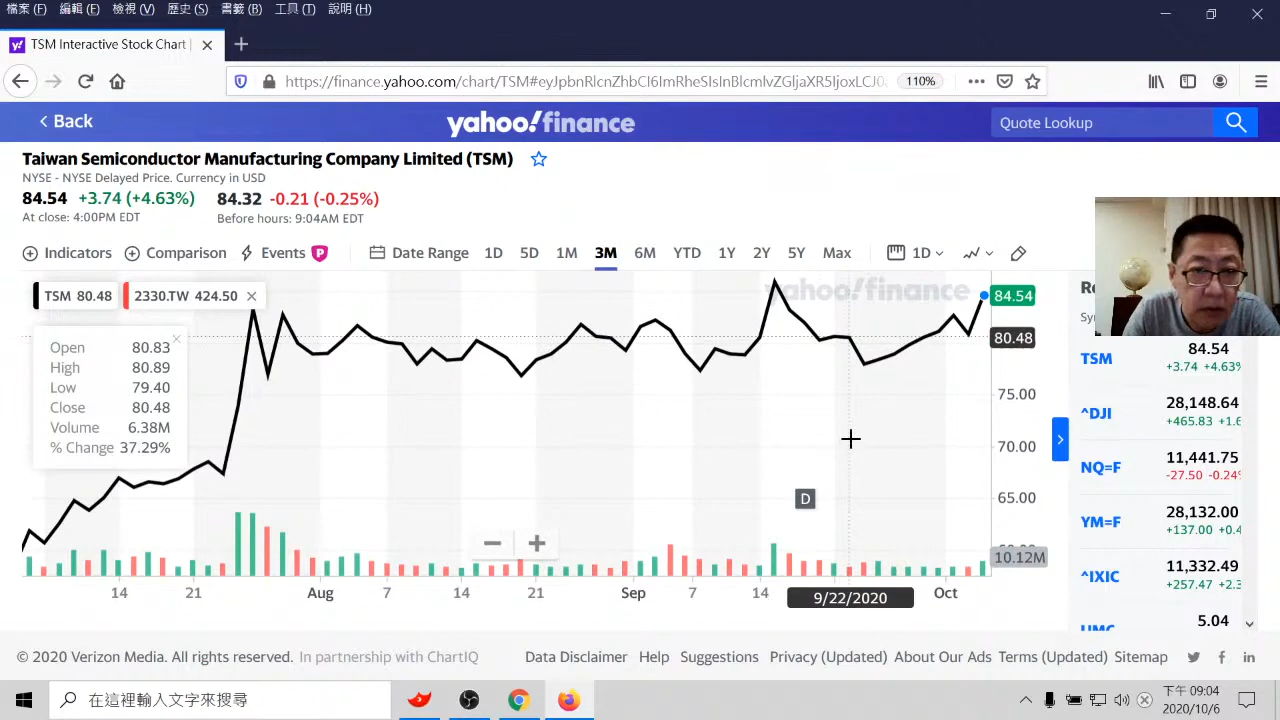 檔案(F) 編輯(E) 檢視(V) 歷史(S) 書籤(B) 工具(T) 說明(H)
TSM Interactive Stock Chart |
https://finance.yahoo.com/chart/TSM#eyJpbnRlcnZhbCI6ImRheSIsInBlcmlvZGljaXR5IjoxLCJ0
110%
Back
yahoo!finance
Quote Lookup
Taiwan Semiconductor Manufacturing Company Limited (TSM)
NYSE - NYSE Delayed Price. Currency in USD
84.54 +3.74 (+4.63%) 84.32 -0.21 (-0.25%)
At close: 4:00PM EDT Before hours: 9:04AM EDT
Indicators Comparison Events P Date Range 1D 5D 1M 3M 6M YTD 1Y 2Y 5Y Max 1D
yahoo!finance
TSM 80.48 2330.TW 424.50
Open 80.83
High 80.89
Low 79.40
Close 80.48
Volume 6.38M
% Change 37.29%
84.54
80.48
75.00
70.00
65.00
10.12M
D
14 21 Aug 7 14 21 Sep 7 14 9/22/2020 Oct
TSM 84.54
+3.74 +4.63%
^DJI 28,148.64
+465.83 +1.6
NQ=F 11,441.75
-27.50 -0.24%
YM=F 28,132.00
+137.00 +0.4
^IXIC 11,332.49
+257.47 +2.3
UMC 5.04
© 2020 Verizon Media. All rights reserved. In partnership with ChartIQ
Data Disclaimer Help Suggestions Privacy (Updated) About Our Ads Terms (Updated) Sitemap
在這裡輸入文字來搜尋
下午 09:04
2020/10/6